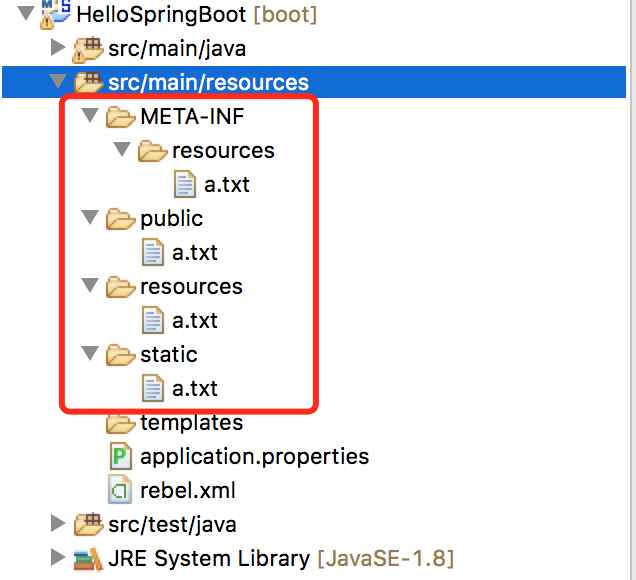 HelloSpringBoot [boot]
src/main/java
src/main/resources
META-INF
resources
a.txt
public
a.txt
resources
a.txt
static
a.txt
templates
application.properties
rebel.xml
src/test/java
JRE System Library [JavaSE-1.8]